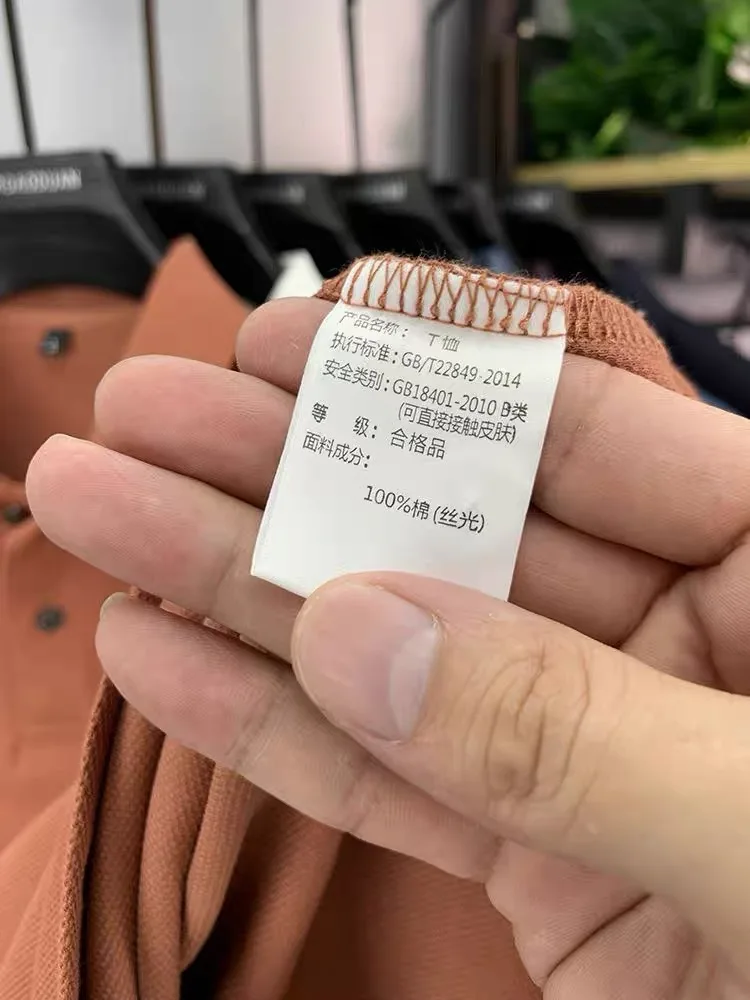 产品名称： T恤
执行标准：GB/T22849-2014
安全类别：GB18401-2010 B类
(可直接接触皮肤)
等 级：合格品
面料成分：
100%棉(丝光)